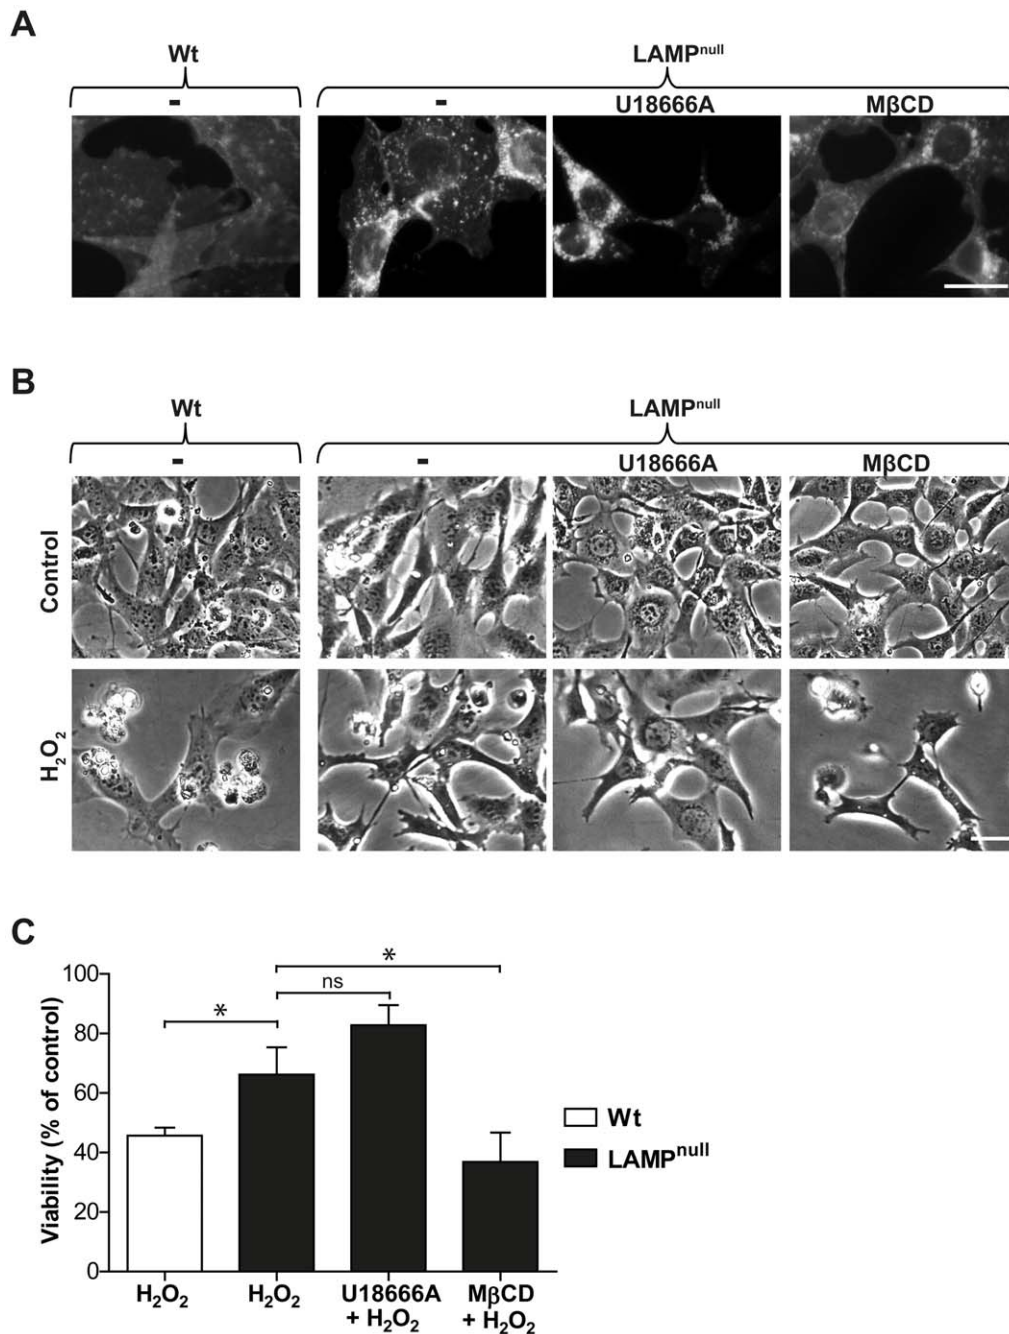 A
Wt
LAMPnull
-
-
U18666A
MβCD
B
Wt
LAMPnull
-
-
U18666A
MβCD
Control
H2O2
C
Viability (% of control)
100
80
60
40
20
0
*
ns
*
H2O2
H2O2
U18666A
+ H2O2
MβCD
+ H2O2
Wt
LAMPnull